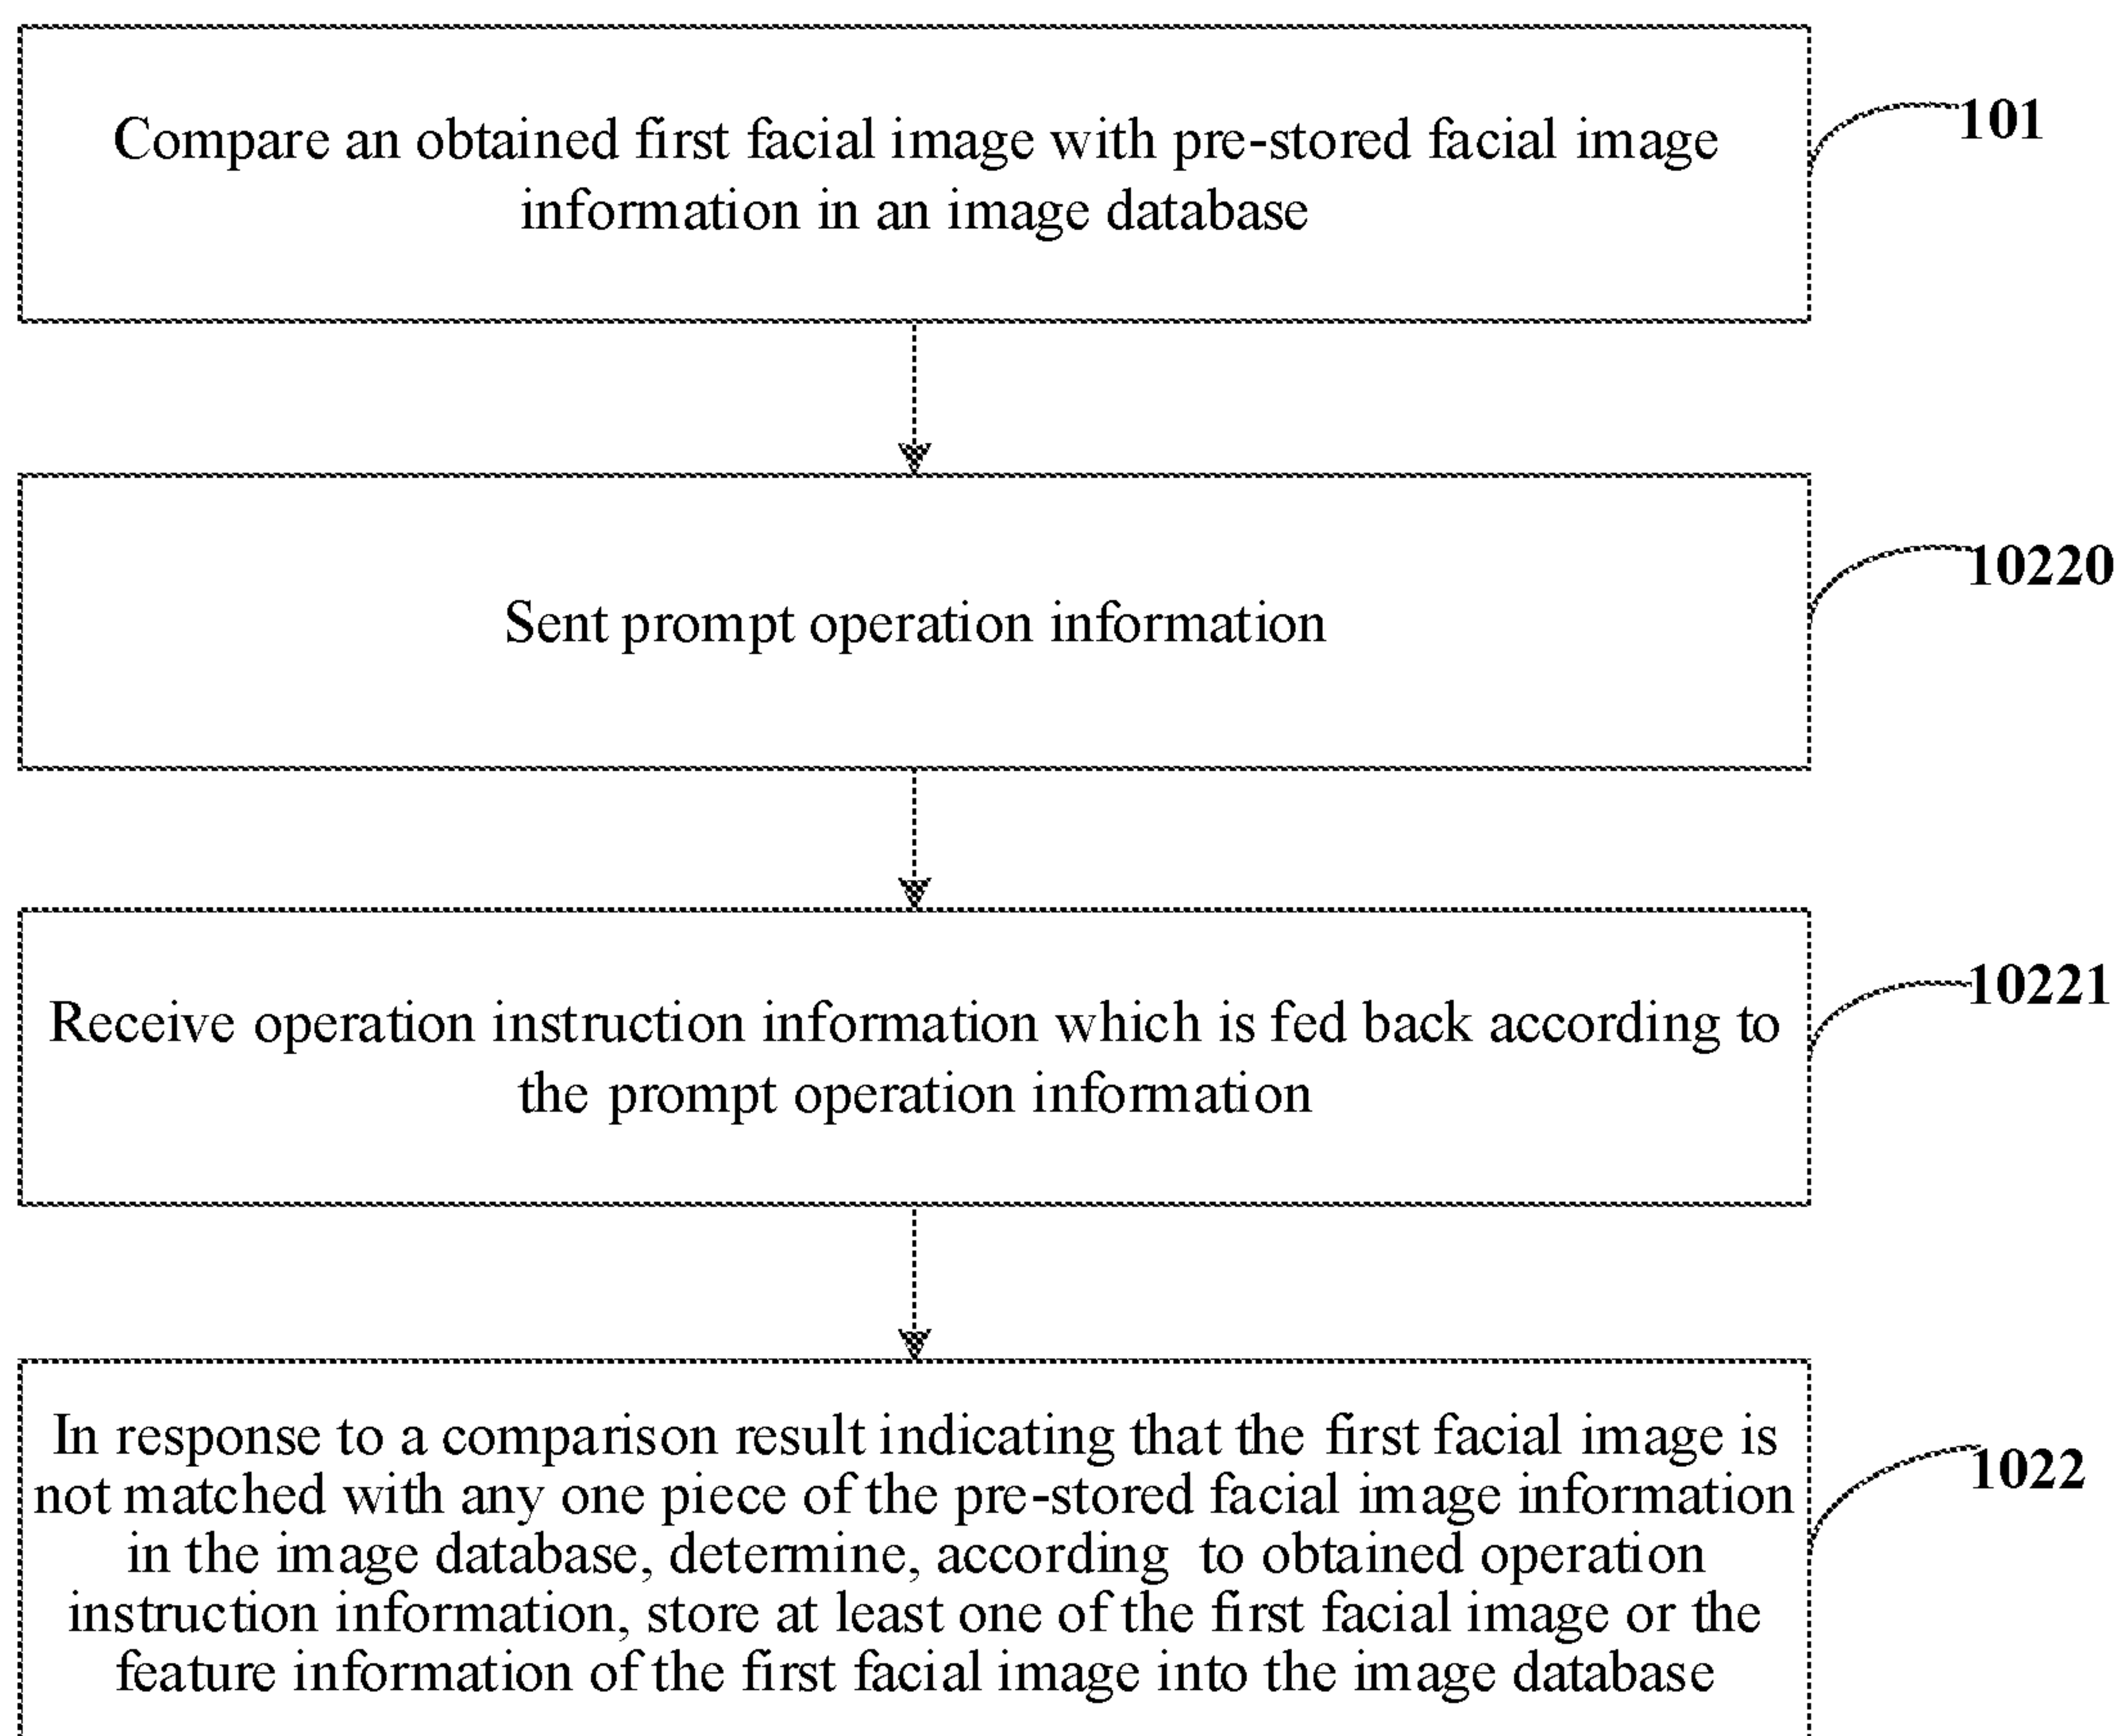 Compare an obtained first facial image with pre-stored facial image
information in an image database
101
Sent prompt operation information
10220
Receive operation instruction information which is fed back according to
the prompt operation information
10221
In response to a comparison result indicating that the first facial image is
not matched with any one piece of the pre-stored facial image information
in the image database, determine, according to obtained operation
instruction information, store at least one of the first facial image or the
feature information of the first facial image into the image database
1022